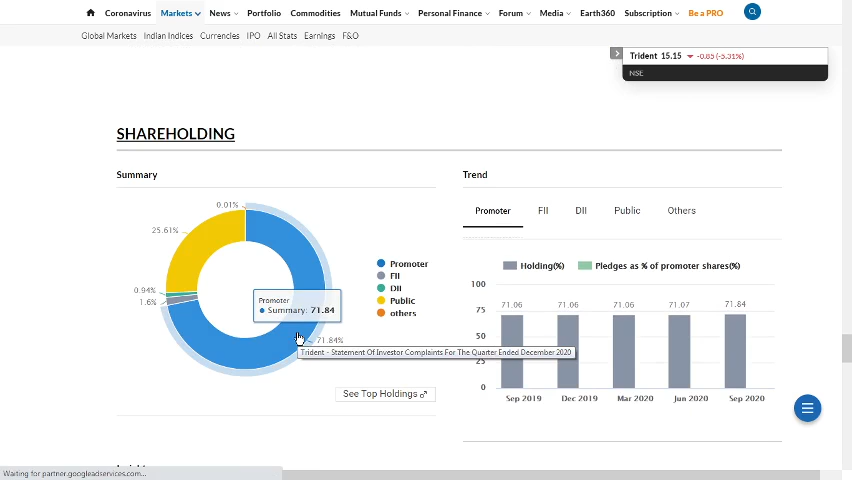 Coronavirus Markets News Portfolio Commodities Mutual Funds Personal Finance Forum Media Earth360 Subscription Be a PRO
Global Markets Indian Indices Currencies IPO All Stats Earnings F&O
Trident 15.15 -0.85 (-5.31%)
NSE
SHAREHOLDING
Summary
Trend
0.01%
25.61%
0.94%
1.6%
71.84%
Promoter
Summary: 71.84
Promoter
FII
DII
Public
others
Trident - Statement Of Investor Complaints For The Quarter Ended December 2020
See Top Holdings
Promoter FII DII Public Others
Holding(%) Pledges as % of promoter shares(%)
100
75
50
25
0
71.06 71.06 71.06 71.07 71.84
Sep 2019 Dec 2019 Mar 2020 Jun 2020 Sep 2020
Waiting for partner.googleadservices.com...